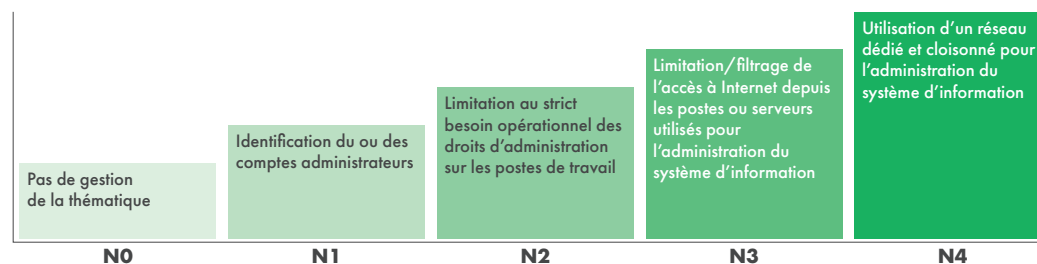 Pas de gestion
de la thématique
Identification du ou des
comptes administrateurs
Limitation au strict
besoin opérationnel des
droits d'administration
sur les postes de travail
Limitation/filtrage de
l'accès à Internet depuis
les postes ou serveurs
utilisés pour
l'administration du
système d'information
Utilisation d'un réseau
dédié et cloisonné pour
l'administration du
système d'information
N0
N1
N2
N3
N4